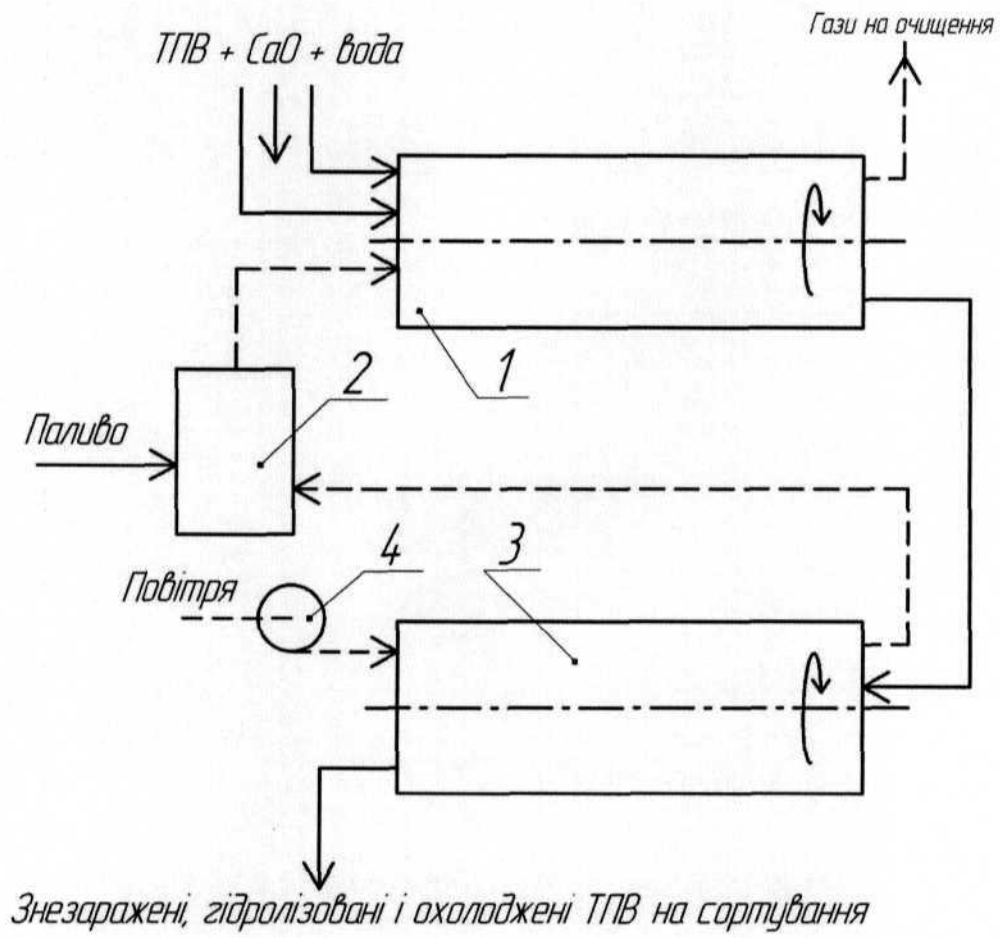 Гази на очищення
ТПВ + СаО + вода
1
2
Паливо
4
3
Повітря
Знезаражені, гідролізовані і охолоджені ТПВ на сортування